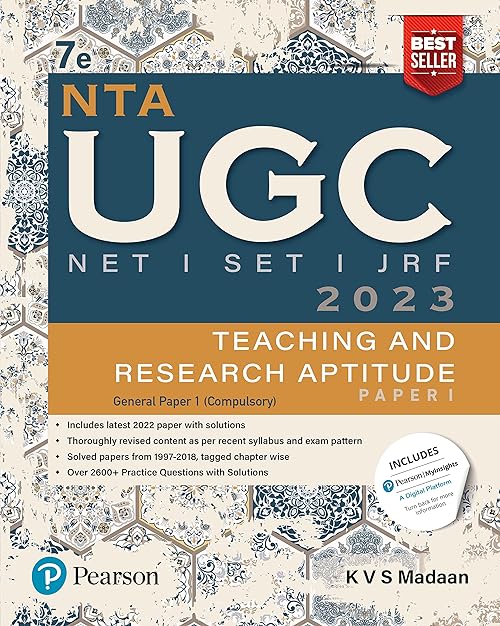 7e
BEST
SELLER
NTA
UGC
NET | SET | JRF
2023
TEACHING AND
RESEARCH APTITUDE
PAPER I
General Paper 1 (Compulsory)
• Includes latest 2022 paper with solutions
• Thoroughly revised content as per recent syllabus and exam pattern
• Solved papers from 1997-2018, tagged chapter wise
• Over 2600+ Practice Questions with Solutions
INCLUDES
Pearson | MyInsights
A Digital Platform
Turn back for more
information
Pearson
K V S Madaan